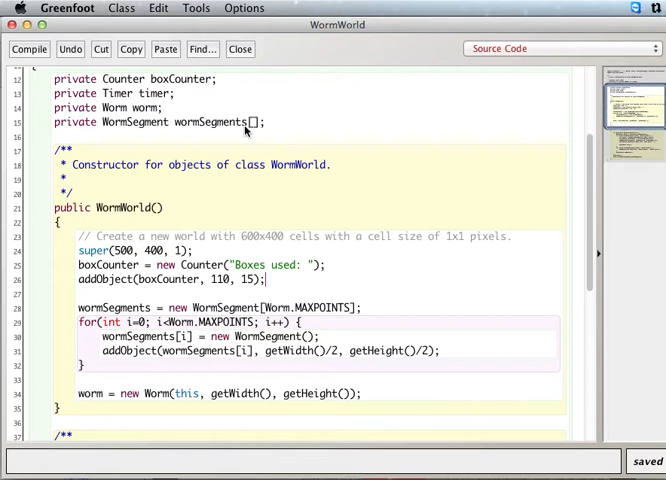 Greenfoot Class Edit Tools Options
WormWorld
Compile Undo Cut Copy Paste Find... Close Source Code
12 private Counter boxCounter;
13 private Timer timer;
14 private Worm worm;
15 private WormSegment wormSegments[];
16
17 /**
18 * Constructor for objects of class WormWorld.
19 *
20 */
21 public WormWorld()
22 {
23 // Create a new world with 600x400 cells with a cell size of 1x1 pixels.
24 super(500, 400, 1);
25 boxCounter = new Counter("Boxes used: ");
26 addObject(boxCounter, 110, 15);
27
28 wormSegments = new WormSegment[Worm.MAXPOINTS];
29 for(int i=0; i<Worm.MAXPOINTS; i++) {
30 wormSegments[i] = new WormSegment();
31 addObject(wormSegments[i], getWidth()/2, getHeight()/2);
32 }
33
34 worm = new Worm(this, getWidth(), getHeight());
35 }
36
37 /**
saved